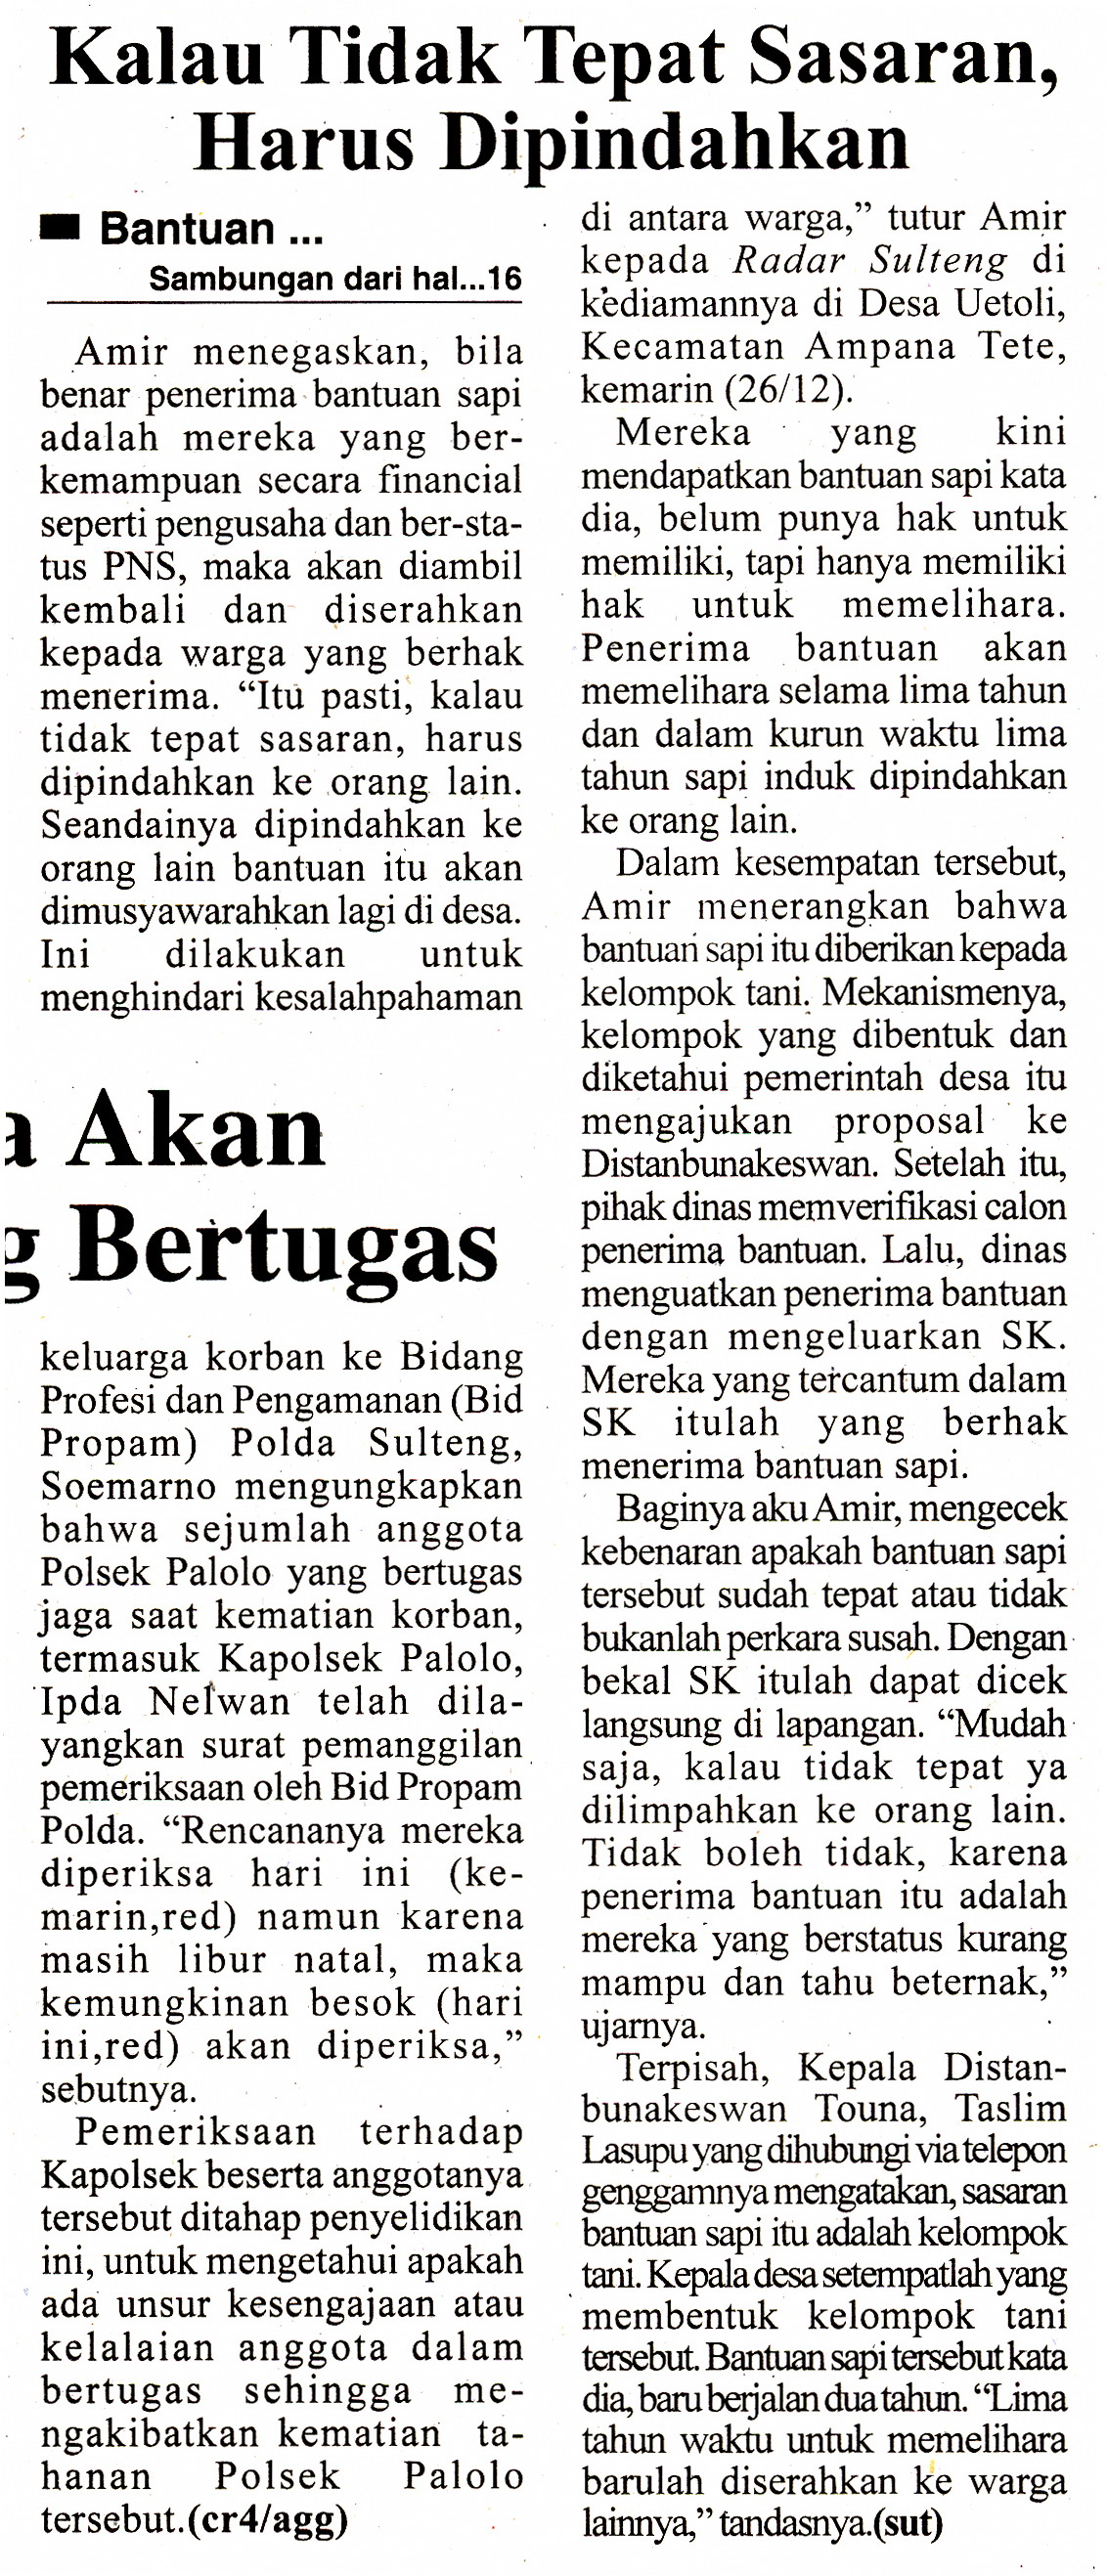 Kalau Tidak Tepat Sasaran,
Harus Dipindahkan
Bantuan ...
Sambungan dari hal...16
Amir menegaskan, bila
benar penerima bantuan sapi
adalah mereka yang ber-
kemampuan secara financial
seperti pengusaha dan ber-sta-
tus PNS, maka akan diambil
kembali dan diserahkan
kepada warga yang berhak
menerima. “Itu pasti, kalau
tidak tepat sasaran, harus
dipindahkan ke orang lain.
Seandainya dipindahkan ke
orang lain bantuan itu akan
dimusyawarahkan lagi di desa.
Ini dilakukan untuk
menghindari kesalahpahaman
di antara warga,” tutur Amir
kepada Radar Sulteng di
kediamannya di Desa Uetoli,
Kecamatan Ampana Tete,
kemarin (26/12).
Mereka yang kini
mendapatkan bantuan sapi kata
dia, belum punya hak untuk
memiliki, tapi hanya memiliki
hak untuk memelihara.
Penerima bantuan akan
memelihara selama lima tahun
dan dalam kurun waktu lima
tahun sapi induk dipindahkan
ke orang lain.
Dalam kesempatan tersebut,
Amir menerangkan bahwa
bantuan sapi itu diberikan kepada
kelompok tani. Mekanismenya,
kelompok yang dibentuk dan
diketahui pemerintah desa itu
mengajukan proposal ke
Distanbunakeswan. Setelah itu,
pihak dinas memverifikasi calon
penerima bantuan. Lalu, dinas
menguatkan penerima bantuan
dengan mengeluarkan SK.
Mereka yang tercantum dalam
SK itulah yang berhak
menerima bantuan sapi.
Baginya aku Amir, mengecek
kebenaran apakah bantuan sapi
tersebut sudah tepat atau tidak
bukanlah perkara susah. Dengan
bekal SK itulah dapat dicek
langsung di lapangan. “Mudah
saja, kalau tidak tepat ya
dilimpahkan ke orang lain.
Tidak boleh tidak, karena
penerima bantuan itu adalah
mereka yang berstatus kurang
mampu dan tahu beternak,”
ujarnya.
Terpisah, Kepala Distan-
bunakeswan Touna, Taslim
Lasupu yang dihubungi via telepon
genggamnya mengatakan, sasaran
bantuan sapi itu adalah kelompok
tani. Kepala desa setempatlah yang
membentuk kelompok tani
tersebut. Bantuan sapi tersebut kata
dia, baru berjalan dua tahun. “Lima
tahun waktu untuk memelihara
barulah diserahkan ke warga
lainnya,” tandasnya.(sut)
a Akan
g Bertugas
keluarga korban ke Bidang
Profesi dan Pengamanan (Bid
Propam) Polda Sulteng,
Soemarno mengungkapkan
bahwa sejumlah anggota
Polsek Palolo yang bertugas
jaga saat kematian korban,
termasuk Kapolsek Palolo,
Ipda Nelwan telah dila-
yangkan surat pemanggilan
pemeriksaan oleh Bid Propam
Polda. “Rencananya mereka
diperiksa hari ini (ke-
marin,red) namun karena
masih libur natal, maka
kemungkinan besok (hari
ini,red) akan diperiksa,”
sebutnya.
Pemeriksaan terhadap
Kapolsek beserta anggotanya
tersebut ditahap penyelidikan
ini, untuk mengetahui apakah
ada unsur kesengajaan atau
kelalaian anggota dalam
bertugas sehingga me-
ngakibatkan kematian ta-
hanan Polsek Palolo
tersebut.(cr4/agg)